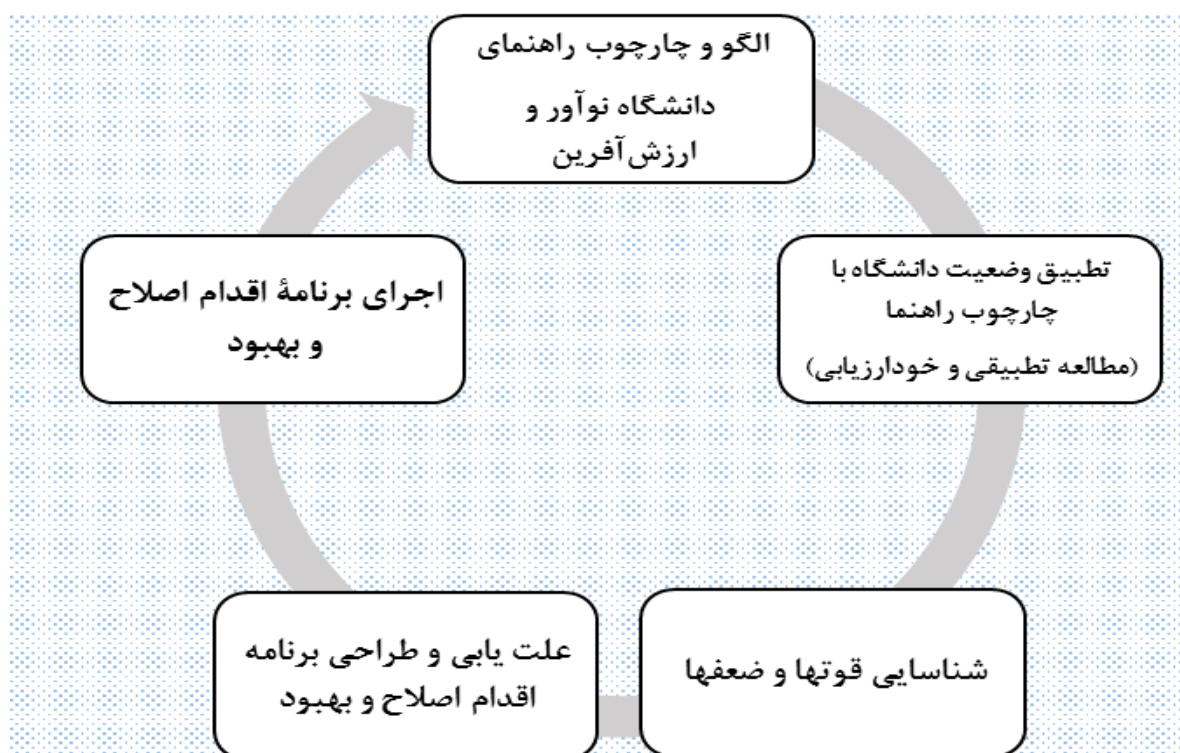 الگو و چارچوب راهنمای
دانشگاه نوآور و
ارزش‌آفرین
تطبیق وضعیت دانشگاه با
چارچوب راهنما
(مطالعه تطبیقی و خودارزیابی)
شناسایی قوتها و ضعفها
علت یابی و طراحی برنامه
اقدام اصلاح و بهبود
اجرای برنامۀ اقدام اصلاح
و بهبود